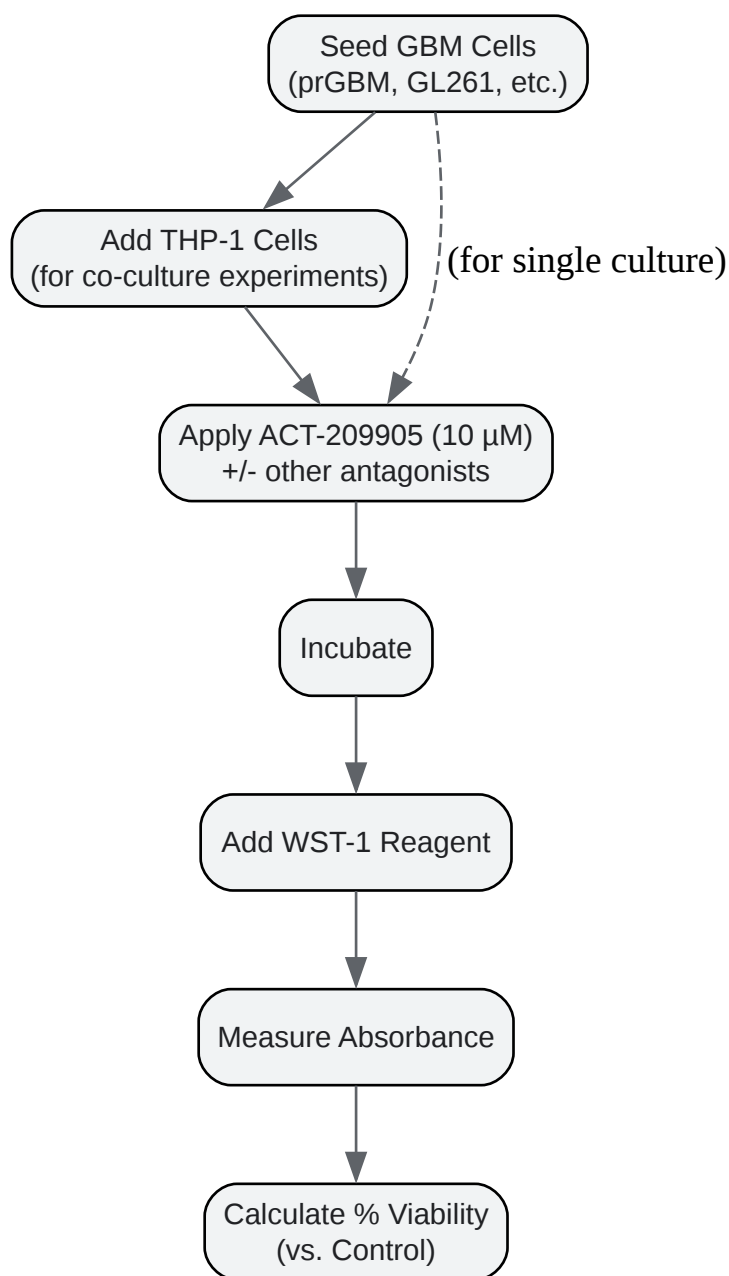 Seed GBM Cells
(prGBM, GL261, etc.)
Add THP-1 Cells
(for co-culture experiments)
(for single culture)
Apply ACT-209905 (10 µM)
+/- other antagonists
Incubate
Add WST-1 Reagent
Measure Absorbance
Calculate % Viability
(vs. Control)